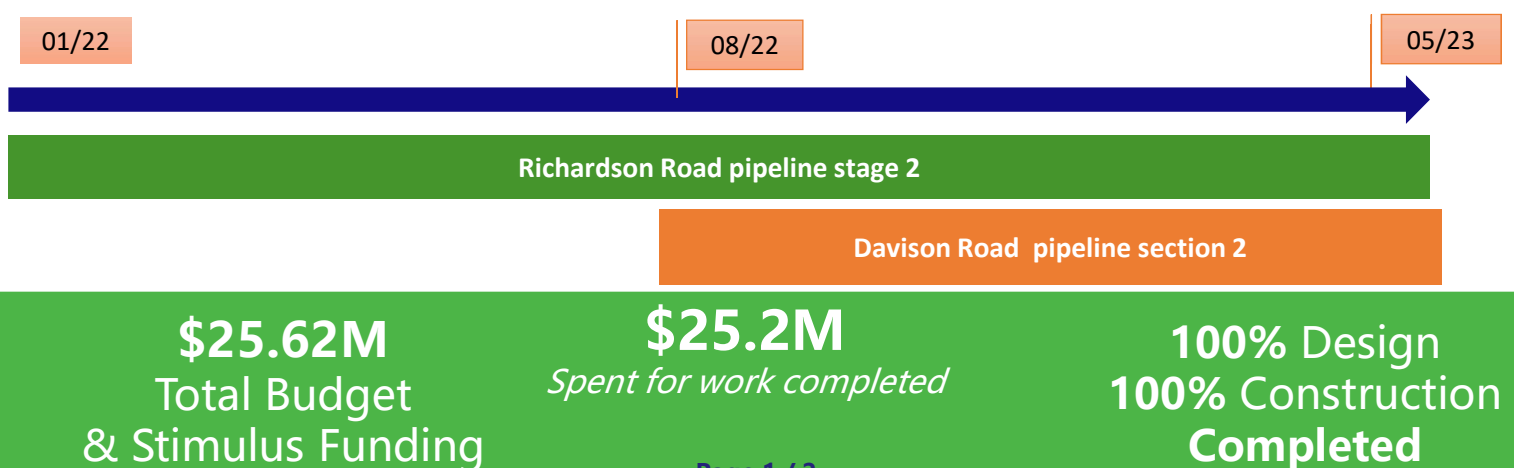 01/22
08/22
05/23
Richardson Road pipeline stage 2
Davison Road pipeline section 2
$25.62M
Total Budget
& Stimulus Funding
$25.2M
Spent for work completed
100% Design
100% Construction
Completed